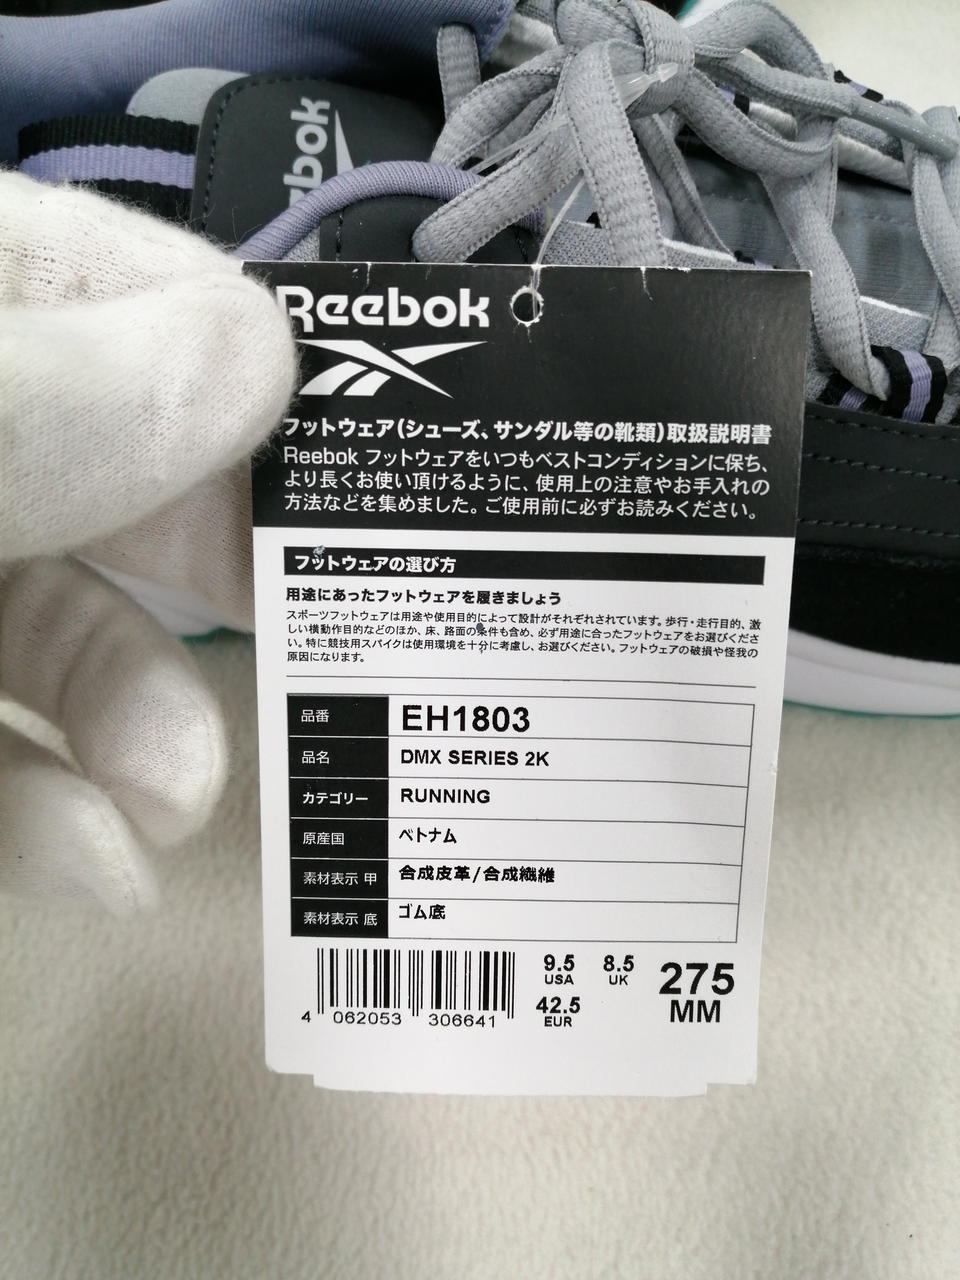 Reebok
フットウェア(シューズ、サンダル等の靴類)取扱説明書
Reebok フットウェアをいつもベストコンディションに保ち、
より長くお使い頂けるように、使用上の注意やお手入れの
方法などを集めました。ご使用前に必ずお読みください。
フットウェアの選び方
用途にあったフットウェアを履きましょう
スポーツフットウェアは用途や使用目的によって設計がそれぞれされています。歩行・走行目的、激
しい横動作目的などのほか、床、路面の条件も含め、必ず用途に合ったフットウェアをお選びくださ
い。特に競技用スパイクは使用環境を十分に考慮し、お選びください。フットウェアの破損や怪我の
原因になります。
品番 EH1803
品名 DMX SERIES 2K
カテゴリー RUNNING
原産国 ベトナム
素材表示 甲 合成皮革/合成繊維
素材表示 底 ゴム底
9.5 8.5 275
USA UK MM
42.5
EUR
4 062053 306641